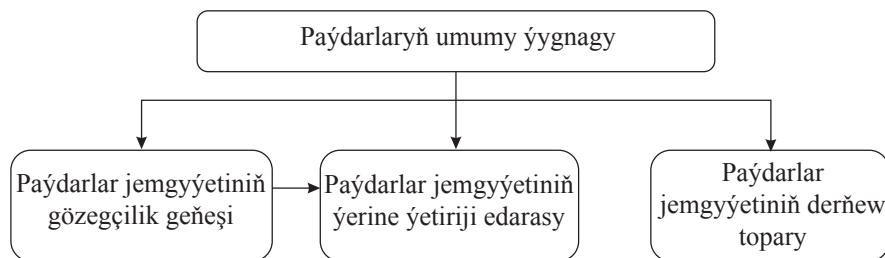 Paýdarlaryň umumy ýygnagy
Paýdarlar jemgyýetiniň
gözegçilik geňeşi
Paýdarlar jemgyýetiniň
ýerine ýetiriji edarasy
Paýdarlar
jemgyýetiniň derňew
topary